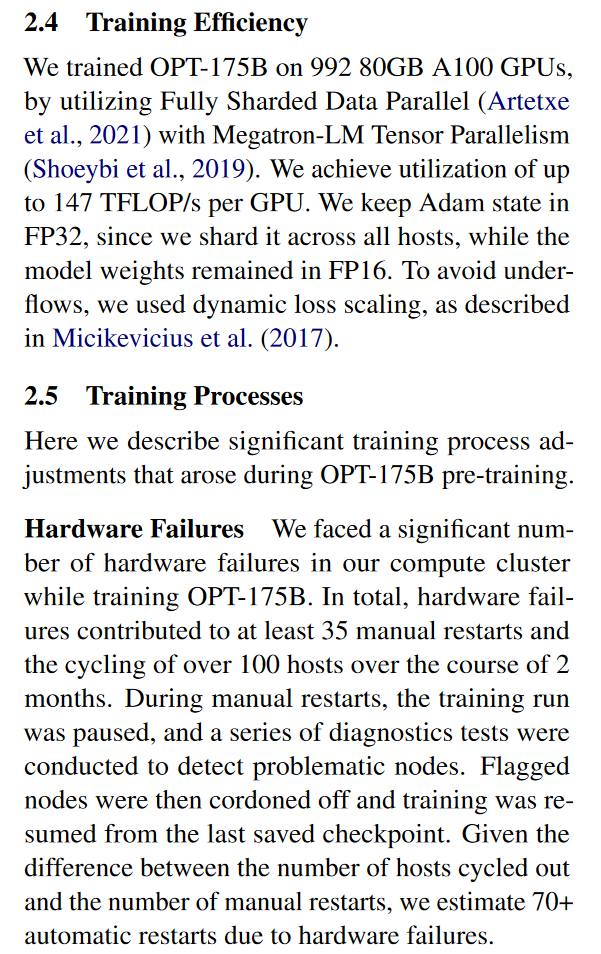 2.4 Training Efficiency
We trained OPT-175B on 992 80GB A100 GPUs,
by utilizing Fully Sharded Data Parallel (Artetxe
et al., 2021) with Megatron-LM Tensor Parallelism
(Shoeybi et al., 2019). We achieve utilization of up
to 147 TFLOP/s per GPU. We keep Adam state in
FP32, since we shard it across all hosts, while the
model weights remained in FP16. To avoid under-
flows, we used dynamic loss scaling, as described
in Micikevicius et al. (2017).
2.5 Training Processes
Here we describe significant training process ad-
justments that arose during OPT-175B pre-training.
Hardware Failures We faced a significant num-
ber of hardware failures in our compute cluster
while training OPT-175B. In total, hardware fail-
ures contributed to at least 35 manual restarts and
the cycling of over 100 hosts over the course of 2
months. During manual restarts, the training run
was paused, and a series of diagnostics tests were
conducted to detect problematic nodes. Flagged
nodes were then cordoned off and training was re-
sumed from the last saved checkpoint. Given the
difference between the number of hosts cycled out
and the number of manual restarts, we estimate 70+
automatic restarts due to hardware failures.